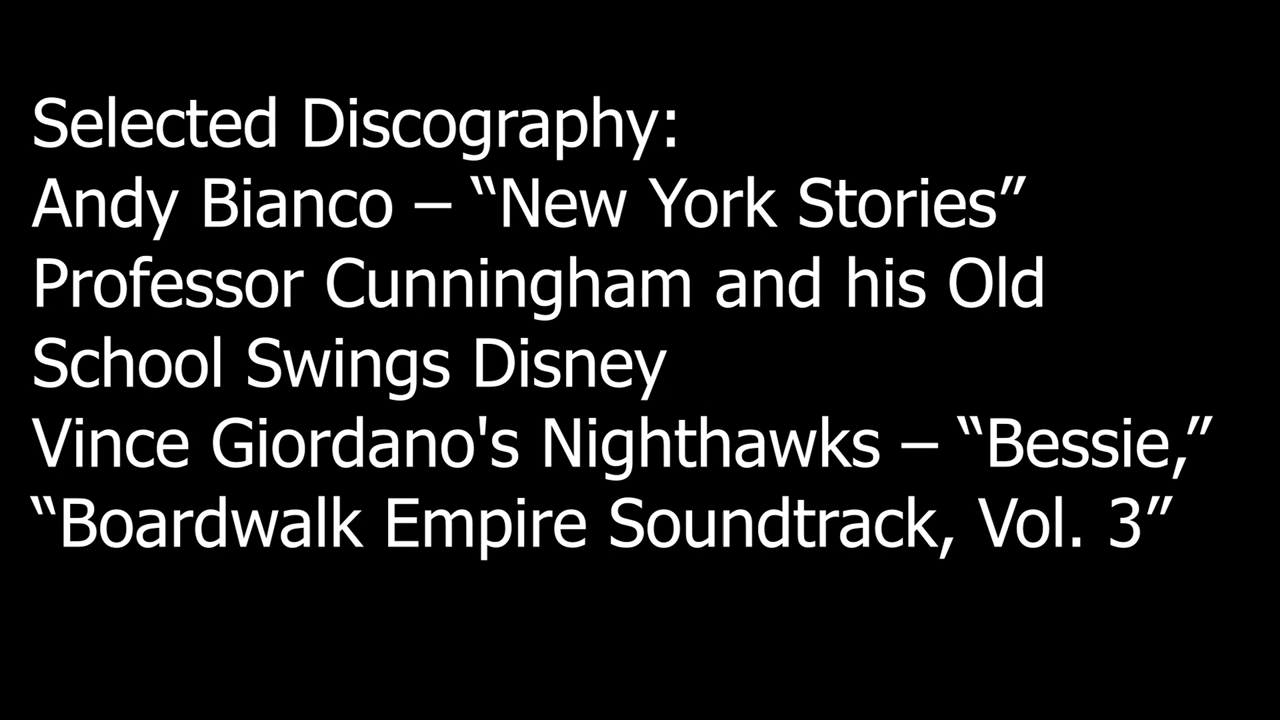 Selected Discography:
Andy Bianco – “New York Stories”
Professor Cunningham and his Old
School Swings Disney
Vince Giordano's Nighthawks – “Bessie,”
“Boardwalk Empire Soundtrack, Vol. 3”